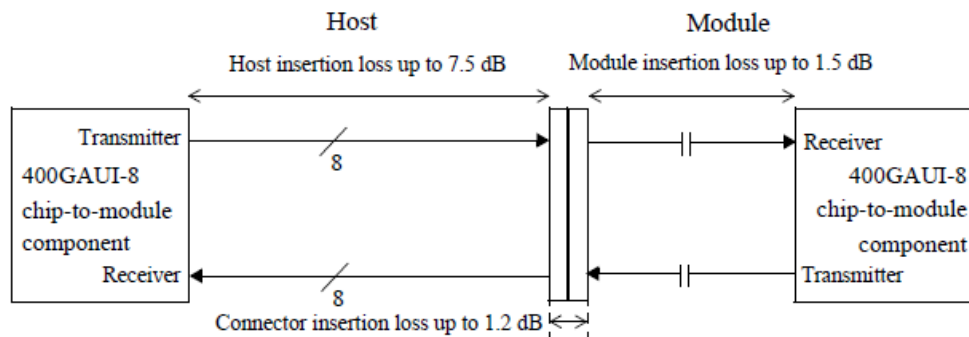 Host
Module
Host insertion loss up to 7.5 dB
Module insertion loss up to 1.5 dB
Transmitter
8
400GAUI-8
chip-to-module
component
Receiver
8
Receiver
400GAUI-8
chip-to-module
component
Transmitter
Connector insertion loss up to 1.2 dB